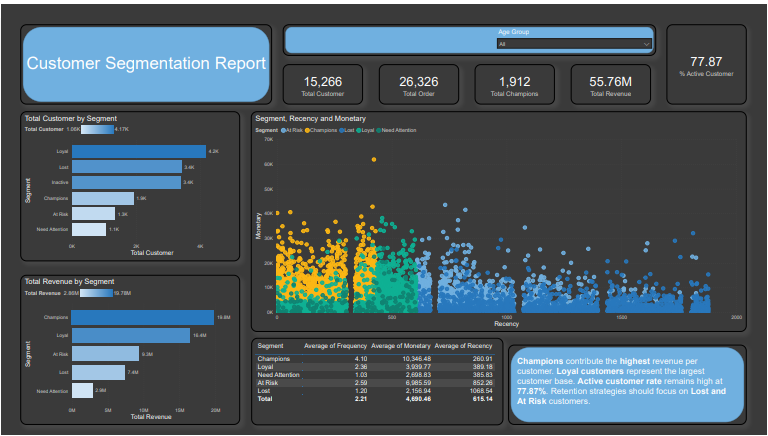 Customer Segmentation Report
Age Group
All
15,266
Total Customer
26,326
Total Order
1,912
Total Champions
55.76M
Total Revenue
77.87
% Active Customer
Total Customer by Segment
Total Customer 1.06K 4.17K
Segment
Loyal 4.2K
Lost 3.4K
Inactive 3.4K
Champions 1.9K
At Risk 1.3K
Need Attention 1.1K
0K 2K 4K
Total Customer
Segment, Recency and Monetary
Segment At Risk Champions Lost Loyal Need Attention
Monetary
70K
60K
50K
40K
30K
20K
10K
0K
0 500 1000 1500 2000
Recency
Total Revenue by Segment
Total Revenue 2.86M 19.78M
Segment
Champions 19.8M
Loyal 16.4M
At Risk 9.3M
Lost 7.4M
Need Attention 2.9M
0M 5M 10M 15M 20M
Total Revenue
Segment Average of Frequency Average of Monetary Average of Recency
Champions 4.10 10,346.48 260.91
Loyal 2.36 3,939.77 389.18
Need Attention 1.03 2,698.83 385.83
At Risk 2.59 6,985.59 852.26
Lost 1.20 2,156.94 1068.54
Total 2.21 4,690.46 615.14
Champions contribute the highest revenue per
customer. Loyal customers represent the largest
customer base. Active customer rate remains high at
77.87%. Retention strategies should focus on Lost and
At Risk customers.